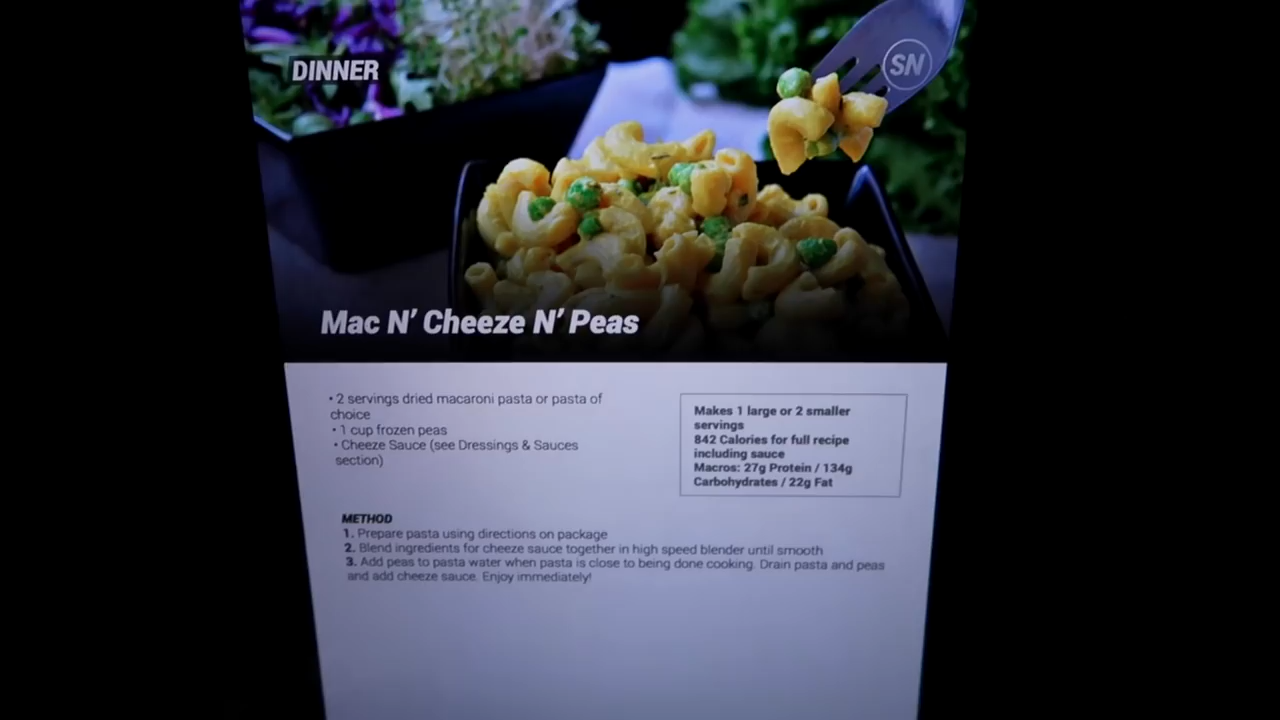 DINNER
SN
Mac N’ Cheeze N’ Peas
• 2 servings dried macaroni pasta or pasta of
choice
• 1 cup frozen peas
• Cheeze Sauce (see Dressings & Sauces
section)
Makes 1 large or 2 smaller
servings
842 Calories for full recipe
including sauce
Macros: 27g Protein / 134g
Carbohydrates / 22g Fat
METHOD
1. Prepare pasta using directions on package
2. Blend ingredients for cheeze sauce together in high speed blender until smooth
3. Add peas to pasta water when pasta is close to being done cooking. Drain pasta and peas
and add cheeze sauce. Enjoy immediately!